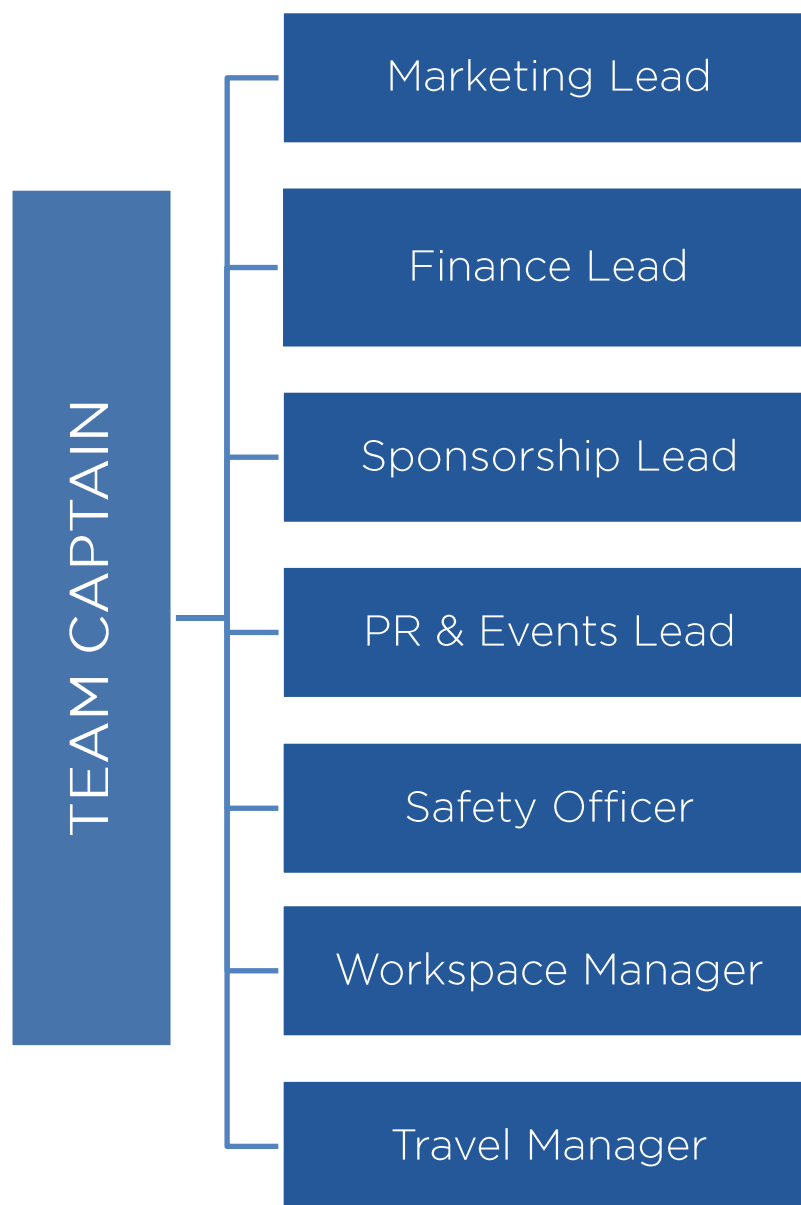 TEAM CAPTAIN
Marketing Lead
Finance Lead
Sponsorship Lead
PR & Events Lead
Safety Officer
Workspace Manager
Travel Manager